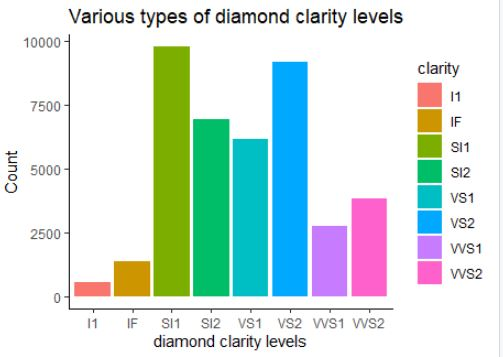 Various types of diamond clarity levels
10000
7500
5000
2500
0
Count
I1 IF SI1 SI2 VS1 VS2 VVS1 VVS2
diamond clarity levels
clarity
I1
IF
SI1
SI2
VS1
VS2
VVS1
VVS2